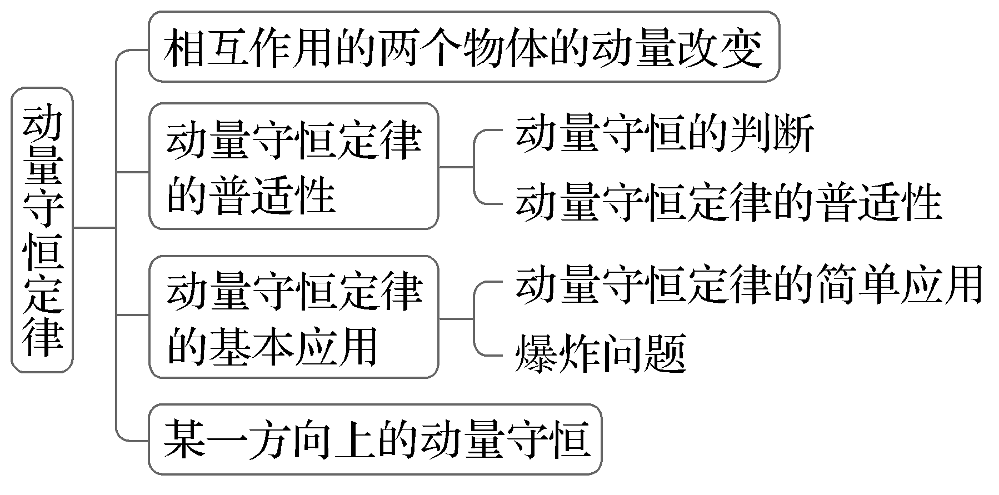 动量守恒定律
相互作用的两个物体的动量改变
动量守恒定律
的普适性
动量守恒的判断
动量守恒定律的普适性
动量守恒定律
的基本应用
动量守恒定律的简单应用
爆炸问题
某一方向上的动量守恒